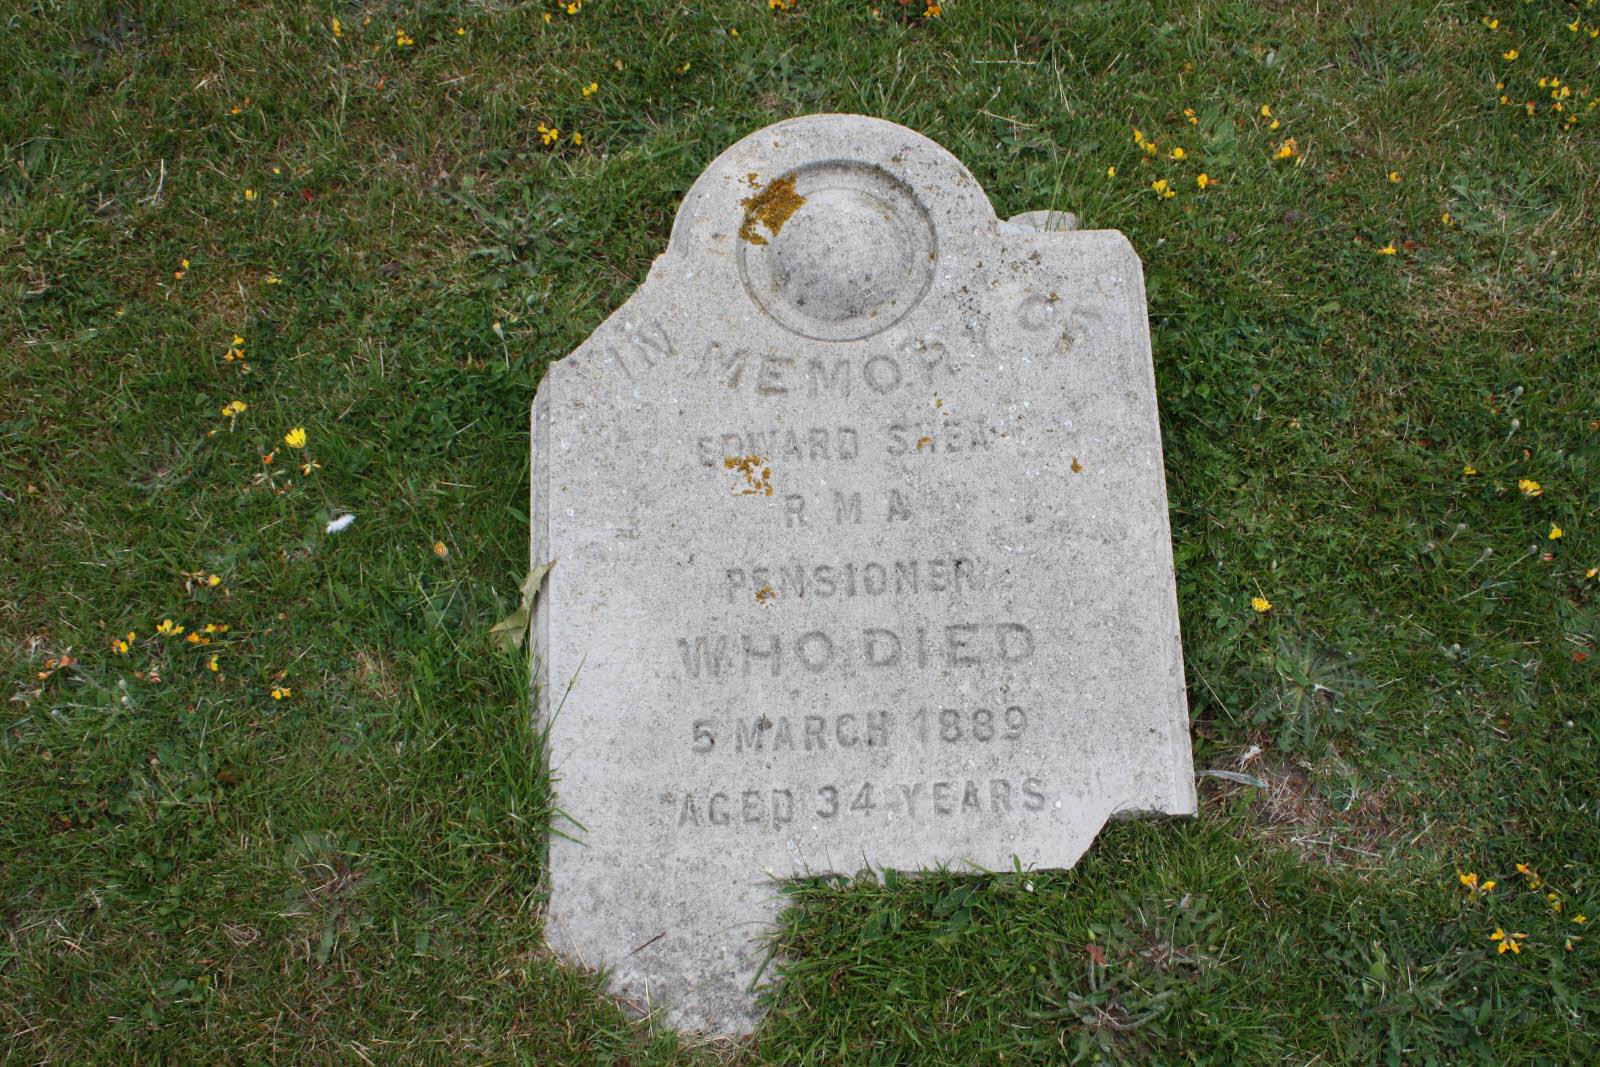 IN MEMORY OF
EDWARD SHEA
R M A
PENSIONER
WHO DIED
5 MARCH 1889
AGED 34 YEARS